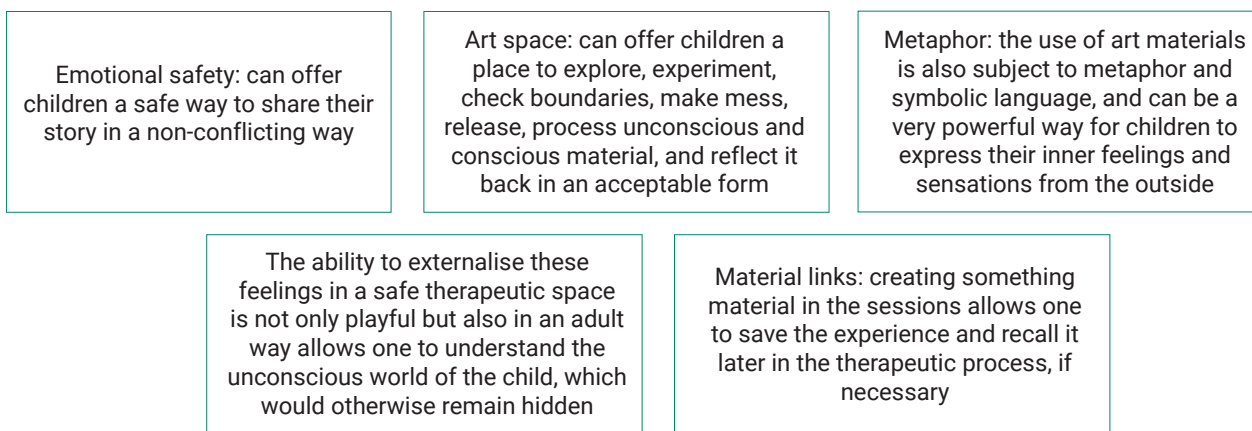 Emotional safety: can offer
children a safe way to share their
story in a non-conflicting way
Art space: can offer children a
place to explore, experiment,
check boundaries, make mess,
release, process unconscious and
conscious material, and reflect it
back in an acceptable form
Metaphor: the use of art materials
is also subject to metaphor and
symbolic language, and can be a
very powerful way for children to
express their inner feelings and
sensations from the outside
The ability to externalise these
feelings in a safe therapeutic space
is not only playful but also in an adult
way allows one to understand the
unconscious world of the child, which
would otherwise remain hidden
Material links: creating something
material in the sessions allows one
to save the experience and recall it
later in the therapeutic process, if
necessary